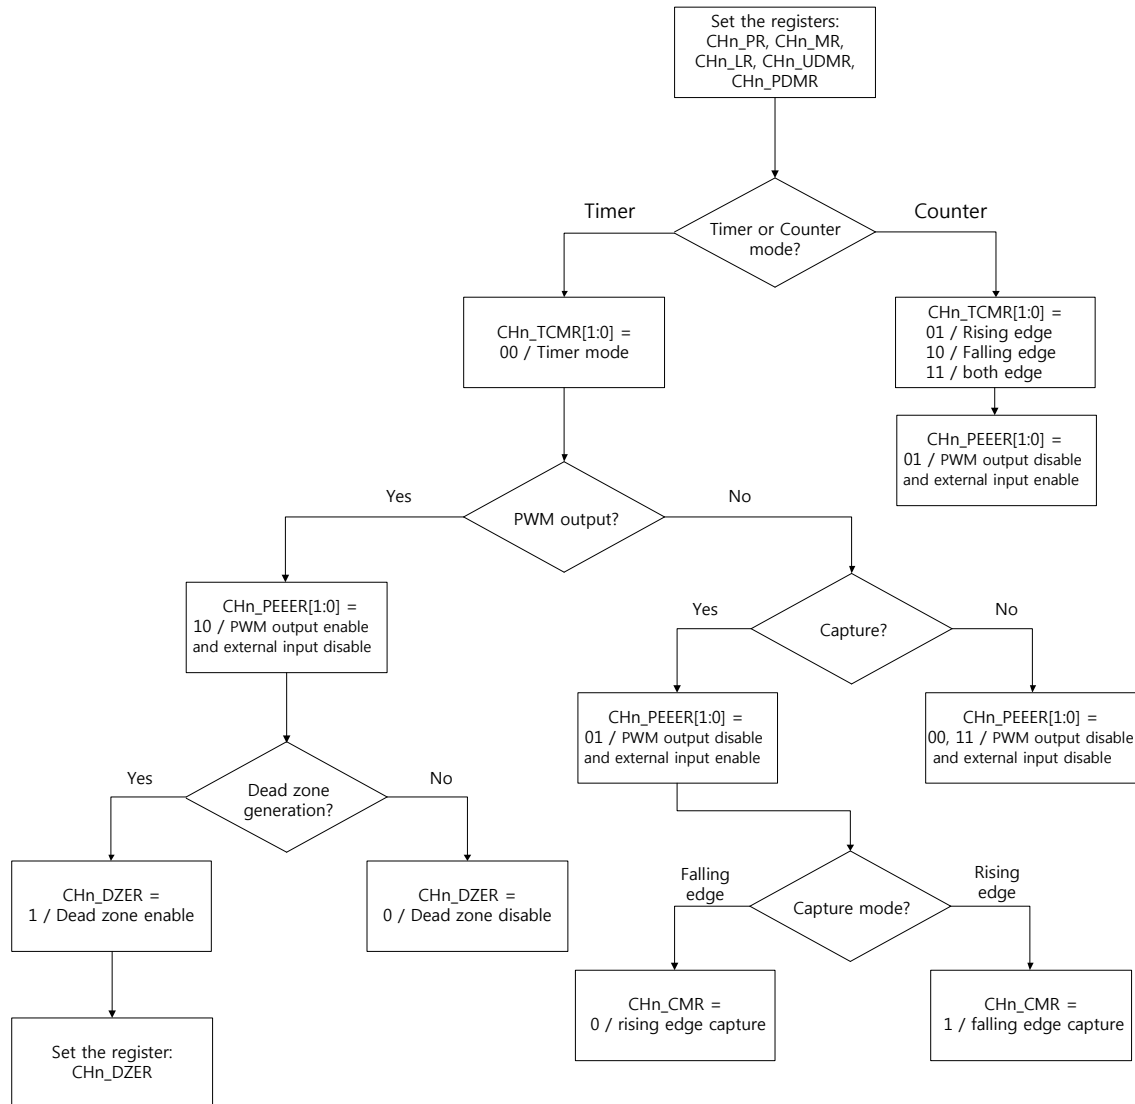 Set the registers:
CHn_PR, CHn_MR,
CHn_LR, CHn_UDMR,
CHn_PDMR
Timer
Counter
Timer or Counter
mode?
CHn_TCMR[1:0] =
00 / Timer mode
CHn_TCMR[1:0] =
01 / Rising edge
10 / Falling edge
11 / both edge
CHn_PEEER[1:0] =
01 / PWM output disable
and external input enable
Yes
No
PWM output?
CHn_PEEER[1:0] =
10 / PWM output enable
and external input disable
Yes
No
Capture?
CHn_PEEER[1:0] =
01 / PWM output disable
and external input enable
CHn_PEEER[1:0] =
00, 11 / PWM output disable
and external input disable
Yes
No
Dead zone
generation?
CHn_DZER =
1 / Dead zone enable
CHn_DZER =
0 / Dead zone disable
Falling
edge
Rising
edge
Capture mode?
CHn_CMR =
0 / rising edge capture
CHn_CMR =
1 / falling edge capture
Set the register:
CHn_DZER